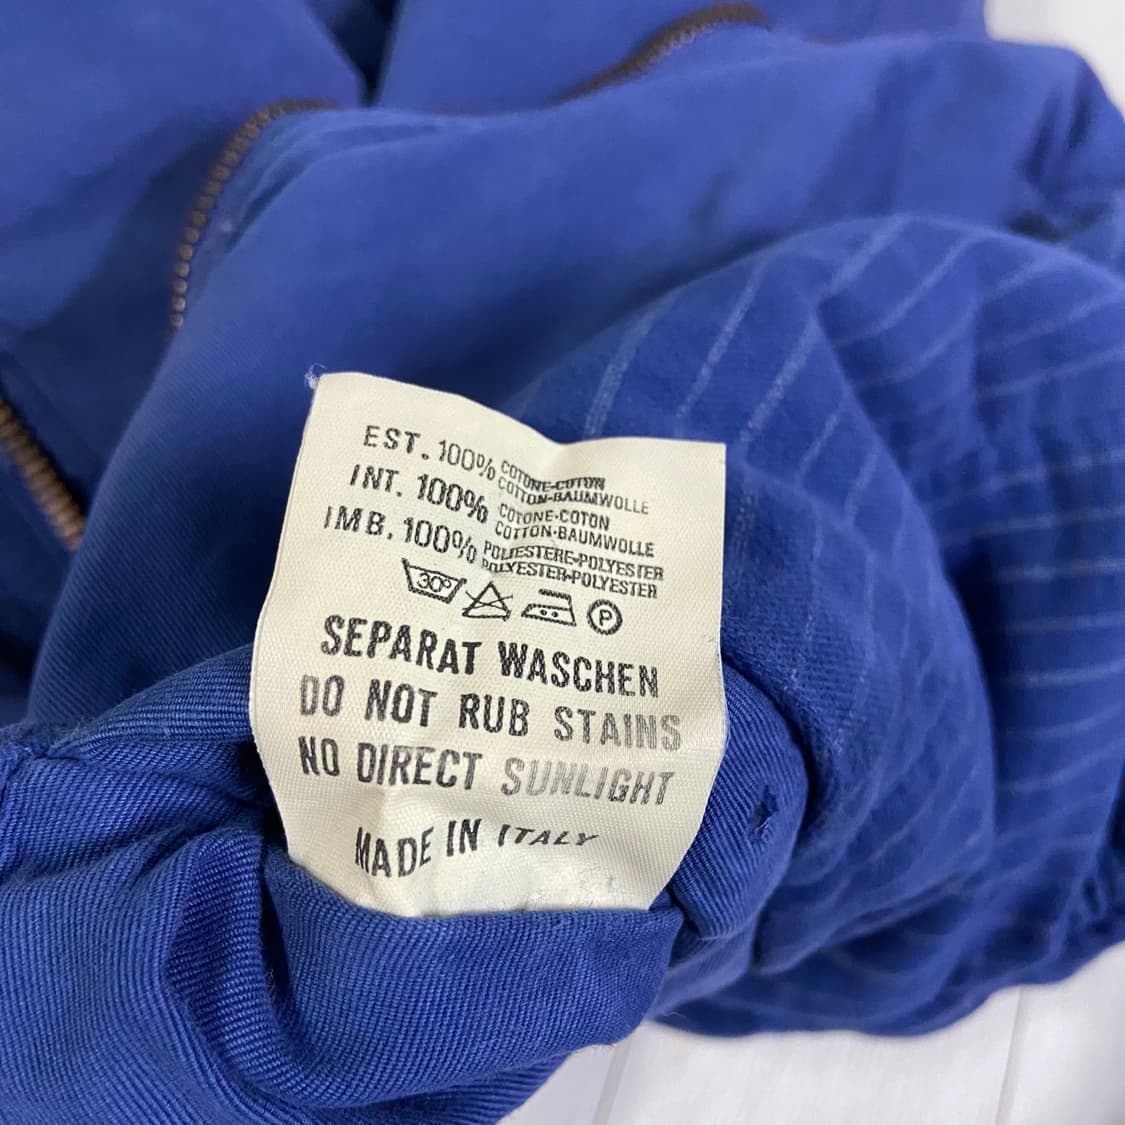 EST. 100% COTONE-COTON
COTTON-BAUMWOLLE
INT. 100% COTONE-COTON
COTTON-BAUMWOLLE
IMB. 100% POLIESTERE-POLYESTER
POLYESTER-POLYESTER
30° P
SEPARAT WASCHEN
DO NOT RUB STAINS
NO DIRECT SUNLIGHT
MADE IN ITALY